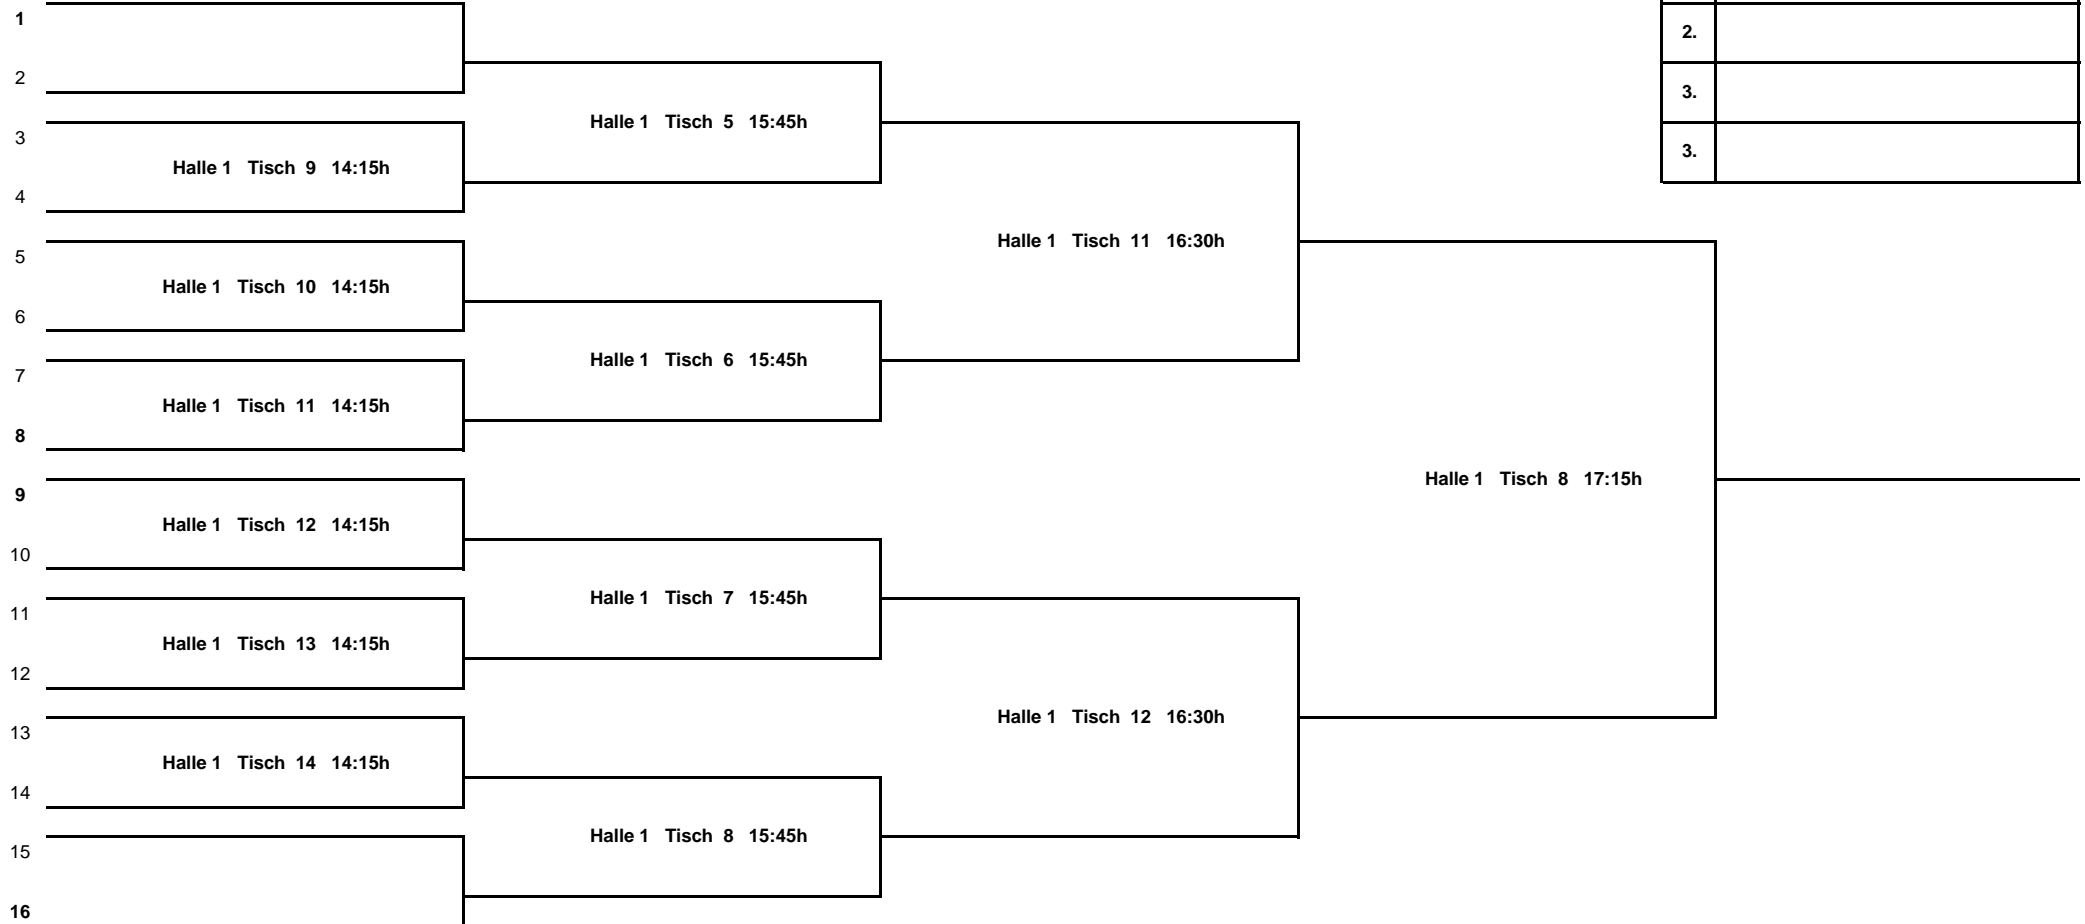 1
2.
2
3.
3
Halle 1 Tisch 5 15:45h
3.
Halle 1 Tisch 9 14:15h
4
5
Halle 1 Tisch 11 16:30h
Halle 1 Tisch 10 14:15h
6
7
Halle 1 Tisch 6 15:45h
Halle 1 Tisch 11 14:15h
8
9
Halle 1 Tisch 8 17:15h
Halle 1 Tisch 12 14:15h
10
11
Halle 1 Tisch 7 15:45h
Halle 1 Tisch 13 14:15h
12
13
Halle 1 Tisch 12 16:30h
Halle 1 Tisch 14 14:15h
14
15
Halle 1 Tisch 8 15:45h
16